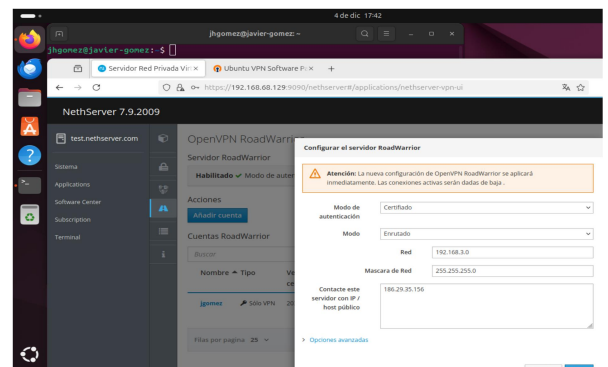 4 de dic 17:42
jhgomez@javier-gomez: ~
jhgomez@javier-gomez:~$
Servidor Red Privada Vir
Ubuntu VPN Software P
https://192.168.68.129:9090/nethserver#/applications/nethserver-vpn-ui
NethServer 7.9.2009
test.nethserver.com
Sistema
Applications
Software Center
Subscription
Terminal
OpenVPN RoadWarri
Servidor RoadWarrior
Habilitado ✓ Modo de auten
Acciones
Añadir cuenta
Cuentas RoadWarrior
Buscar
Nombre Tipo Ve
ce
jgomez Sólo VPN 20
Filas por pagina 25
Configurar el servidor RoadWarrior
Atención: La nueva configuración de OpenVPN RoadWarrior se aplicará
inmediatamente. Las conexiones activas serán dadas de baja .
Modo de
autenticación
Certifiado
Modo
Enrutado
Red
192.168.3.0
Mascara de Red
255.255.255.0
Contacte este
servidor con IP /
host público
186.29.35.156
Opciones avanzadas